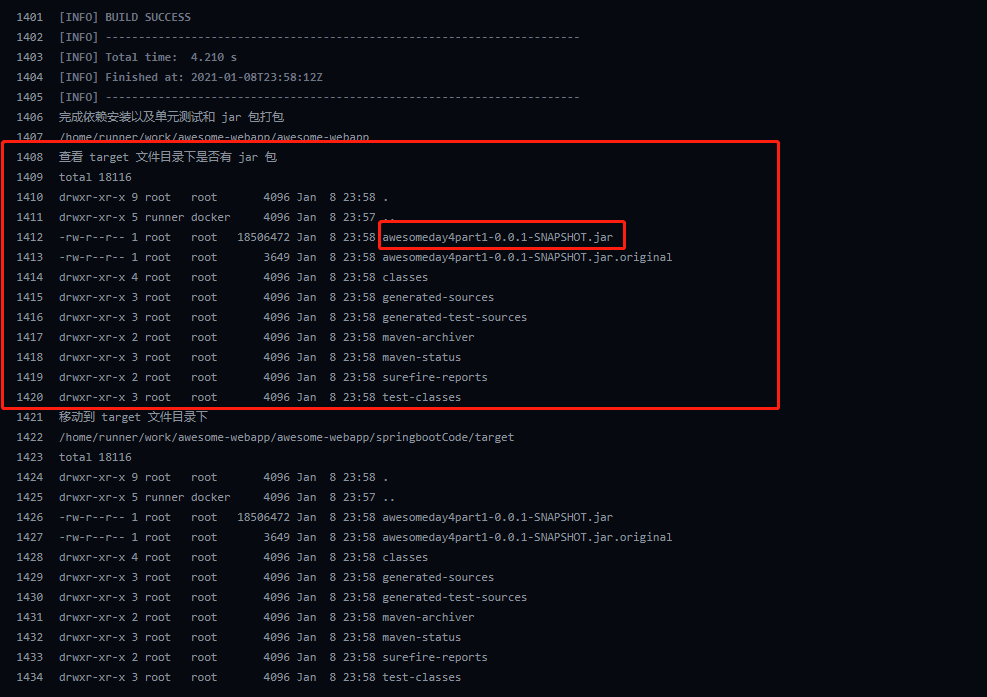 1401 [INFO] BUILD SUCCESS
1402 [INFO] ------------------------------------------------------------------------
1403 [INFO] Total time:  4.210 s
1404 [INFO] Finished at: 2021-01-08T23:58:12Z
1405 [INFO] ------------------------------------------------------------------------
1406 完成依赖安装以及单元测试和 jar 包打包
1407 /home/runner/work/awesome-webapp/awesome-webapp
1408 查看 target 文件目录下是否有 jar 包
1409 total 18116
1410 drwxr-xr-x 9 root   root       4096 Jan  8 23:58 .
1411 drwxr-xr-x 5 runner docker     4096 Jan  8 23:57 ..
1412 -rw-r--r-- 1 root   root   18506472 Jan  8 23:58 awesomeday4part1-0.0.1-SNAPSHOT.jar
1413 -rw-r--r-- 1 root   root       3649 Jan  8 23:58 awesomeday4part1-0.0.1-SNAPSHOT.jar.original
1414 drwxr-xr-x 4 root   root       4096 Jan  8 23:58 classes
1415 drwxr-xr-x 3 root   root       4096 Jan  8 23:58 generated-sources
1416 drwxr-xr-x 3 root   root       4096 Jan  8 23:58 generated-test-sources
1417 drwxr-xr-x 2 root   root       4096 Jan  8 23:58 maven-archiver
1418 drwxr-xr-x 3 root   root       4096 Jan  8 23:58 maven-status
1419 drwxr-xr-x 2 root   root       4096 Jan  8 23:58 surefire-reports
1420 drwxr-xr-x 3 root   root       4096 Jan  8 23:58 test-classes
1421 移动到 target 文件目录下
1422 /home/runner/work/awesome-webapp/awesome-webapp/springbootCode/target
1423 total 18116
1424 drwxr-xr-x 9 root   root       4096 Jan  8 23:58 .
1425 drwxr-xr-x 5 runner docker     4096 Jan  8 23:57 ..
1426 -rw-r--r-- 1 root   root   18506472 Jan  8 23:58 awesomeday4part1-0.0.1-SNAPSHOT.jar
1427 -rw-r--r-- 1 root   root       3649 Jan  8 23:58 awesomeday4part1-0.0.1-SNAPSHOT.jar.original
1428 drwxr-xr-x 4 root   root       4096 Jan  8 23:58 classes
1429 drwxr-xr-x 3 root   root       4096 Jan  8 23:58 generated-sources
1430 drwxr-xr-x 3 root   root       4096 Jan  8 23:58 generated-test-sources
1431 drwxr-xr-x 2 root   root       4096 Jan  8 23:58 maven-archiver
1432 drwxr-xr-x 3 root   root       4096 Jan  8 23:58 maven-status
1433 drwxr-xr-x 2 root   root       4096 Jan  8 23:58 surefire-reports
1434 drwxr-xr-x 3 root   root       4096 Jan  8 23:58 test-classes